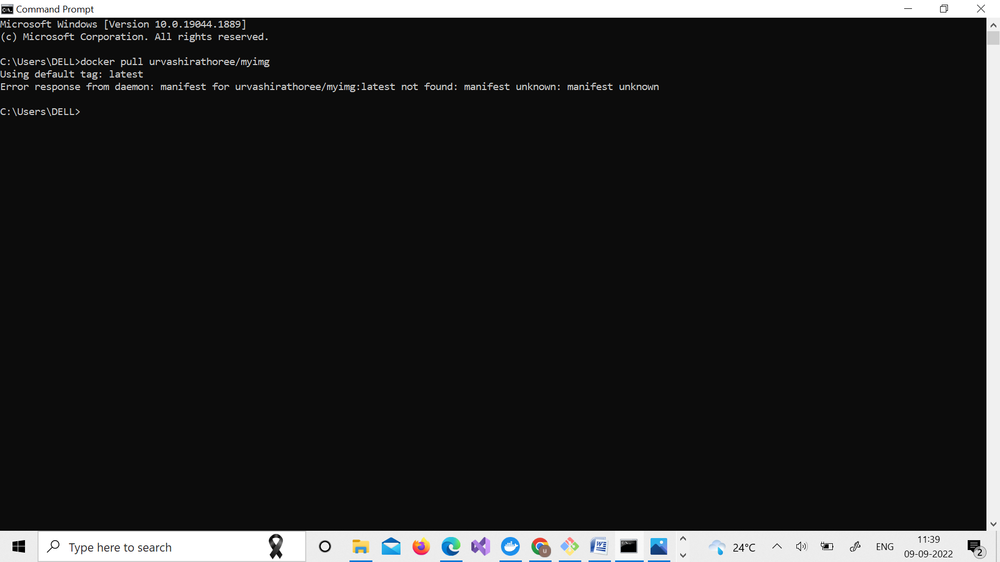 Command Prompt
Microsoft Windows [Version 10.0.19044.1889]
(c) Microsoft Corporation. All rights reserved.
C:\Users\DELL>docker pull urvashirathoree/myimg
Using default tag: latest
Error response from daemon: manifest for urvashirathoree/myimg:latest not found: manifest unknown: manifest unknown
C:\Users\DELL>
Type here to search
u
24°C
ENG
11:39
09-09-2022
2